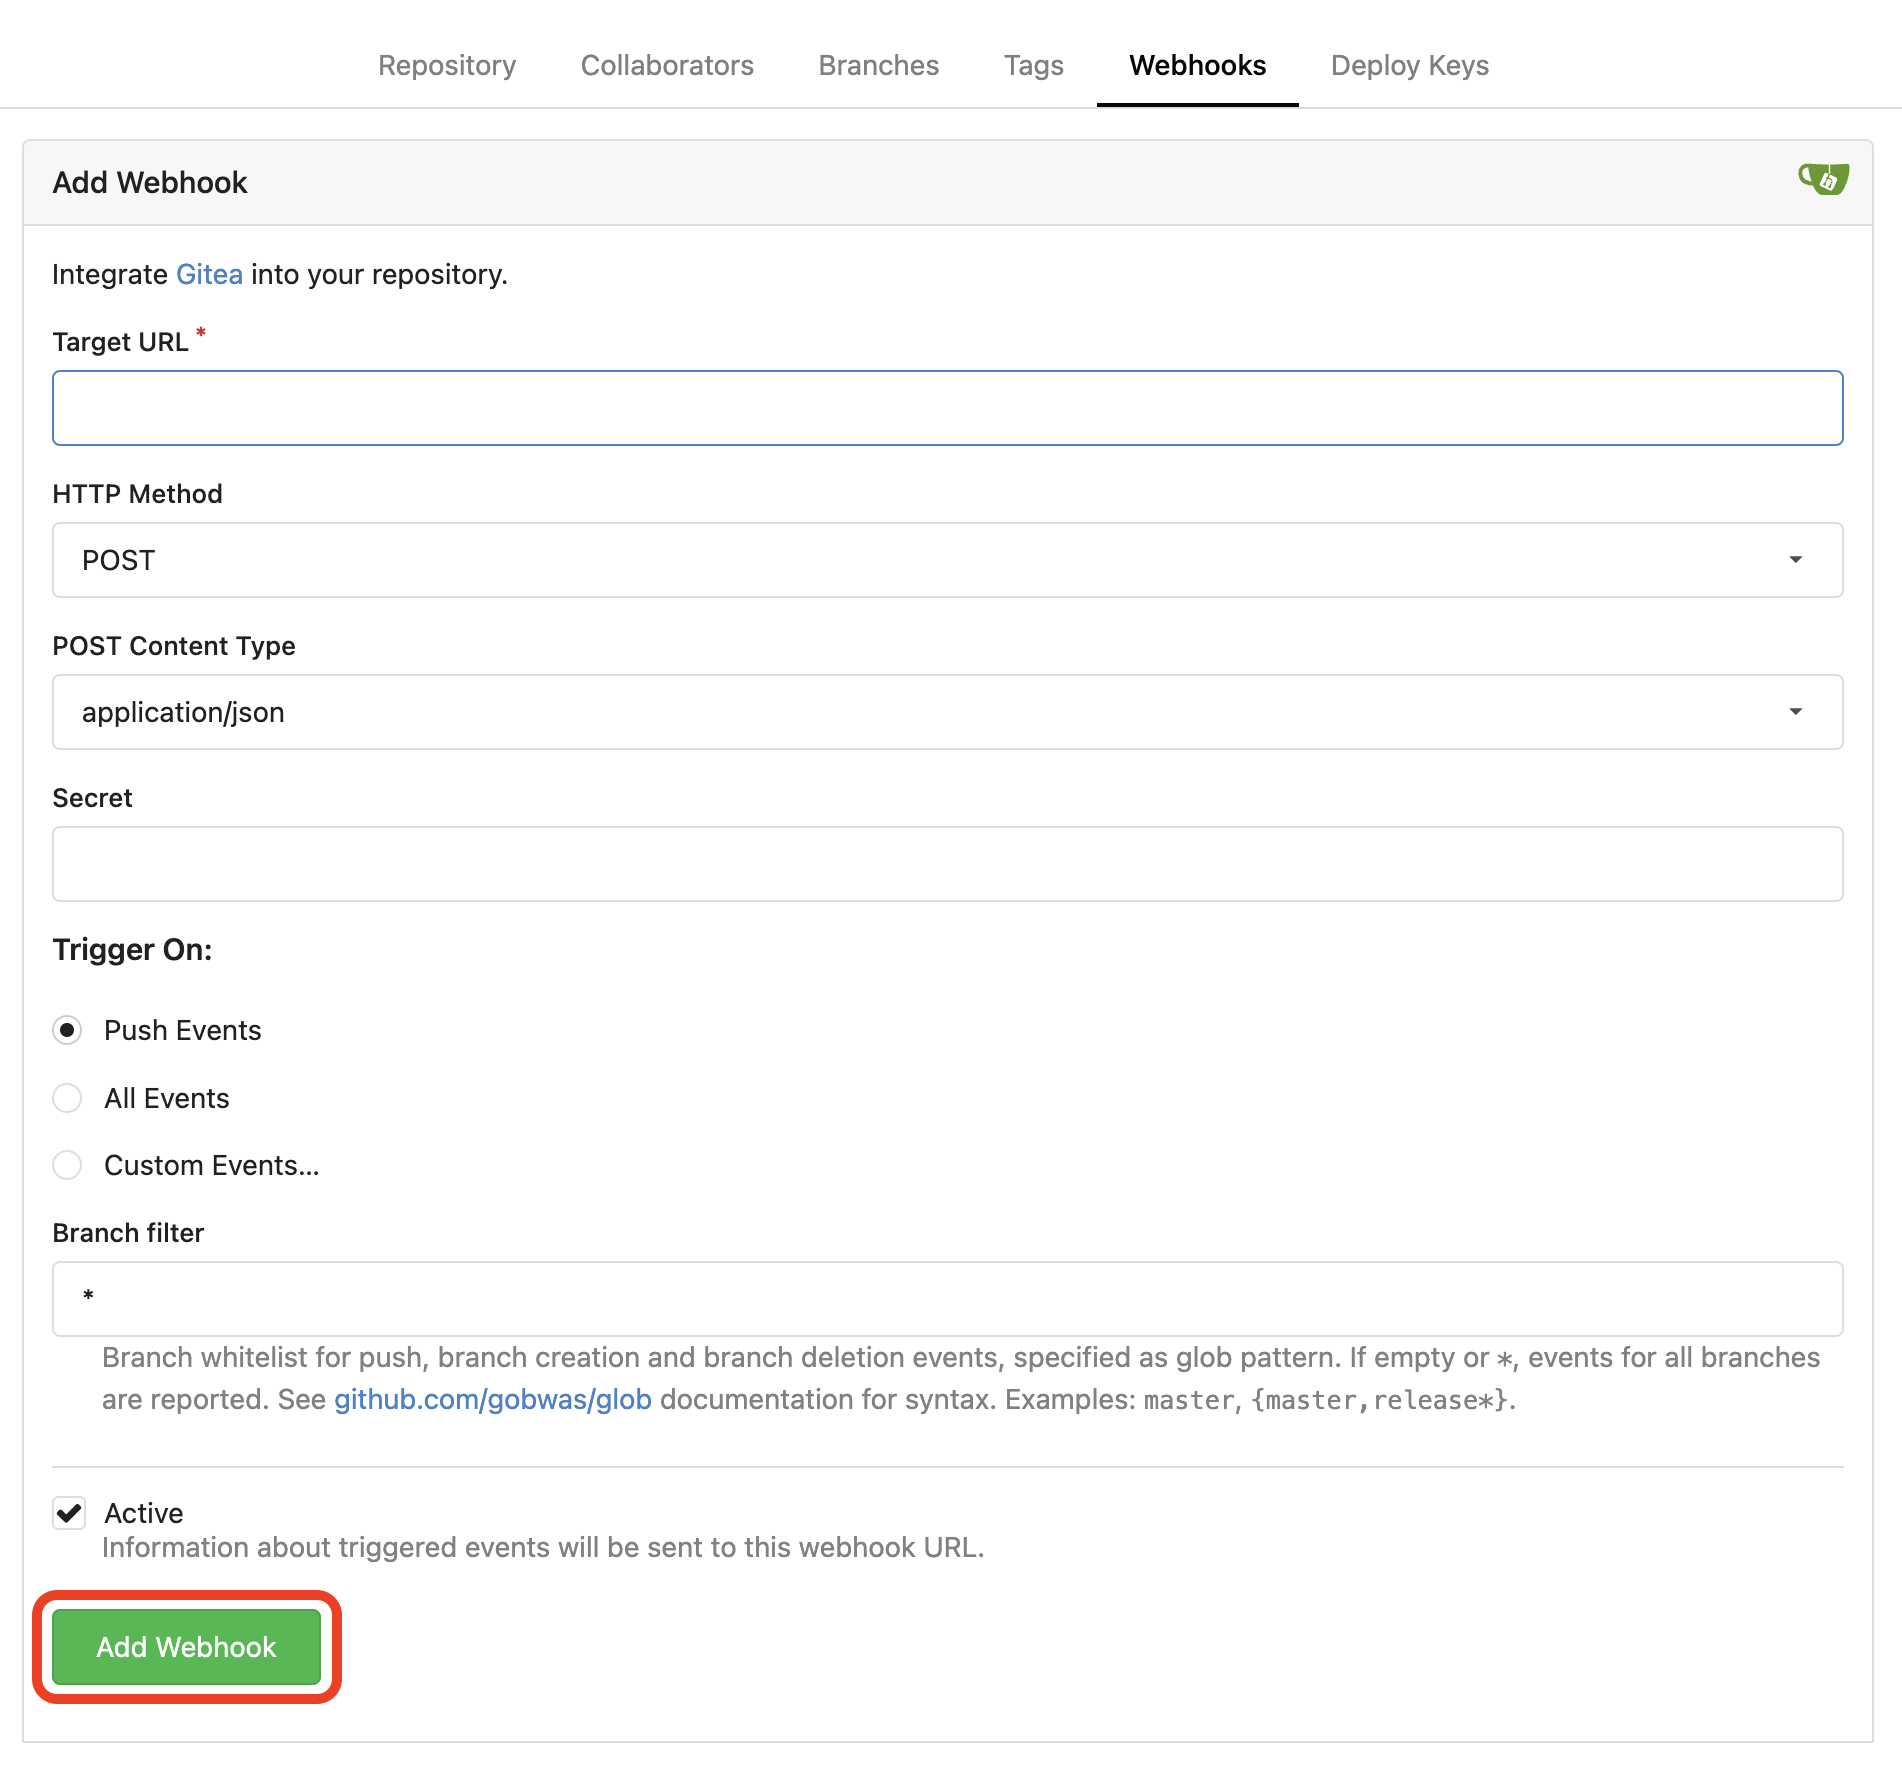 Repository Collaborators Branches Tags Webhooks Deploy Keys
Add Webhook
Integrate Gitea into your repository.
Target URL *
HTTP Method
POST
POST Content Type
application/json
Secret
Trigger On:
Push Events
All Events
Custom Events...
Branch filter
*
Branch whitelist for push, branch creation and branch deletion events, specified as glob pattern. If empty or *, events for all branches
are reported. See github.com/gobwas/glob documentation for syntax. Examples: master, {master,release*}.
Active
Information about triggered events will be sent to this webhook URL.
Add Webhook